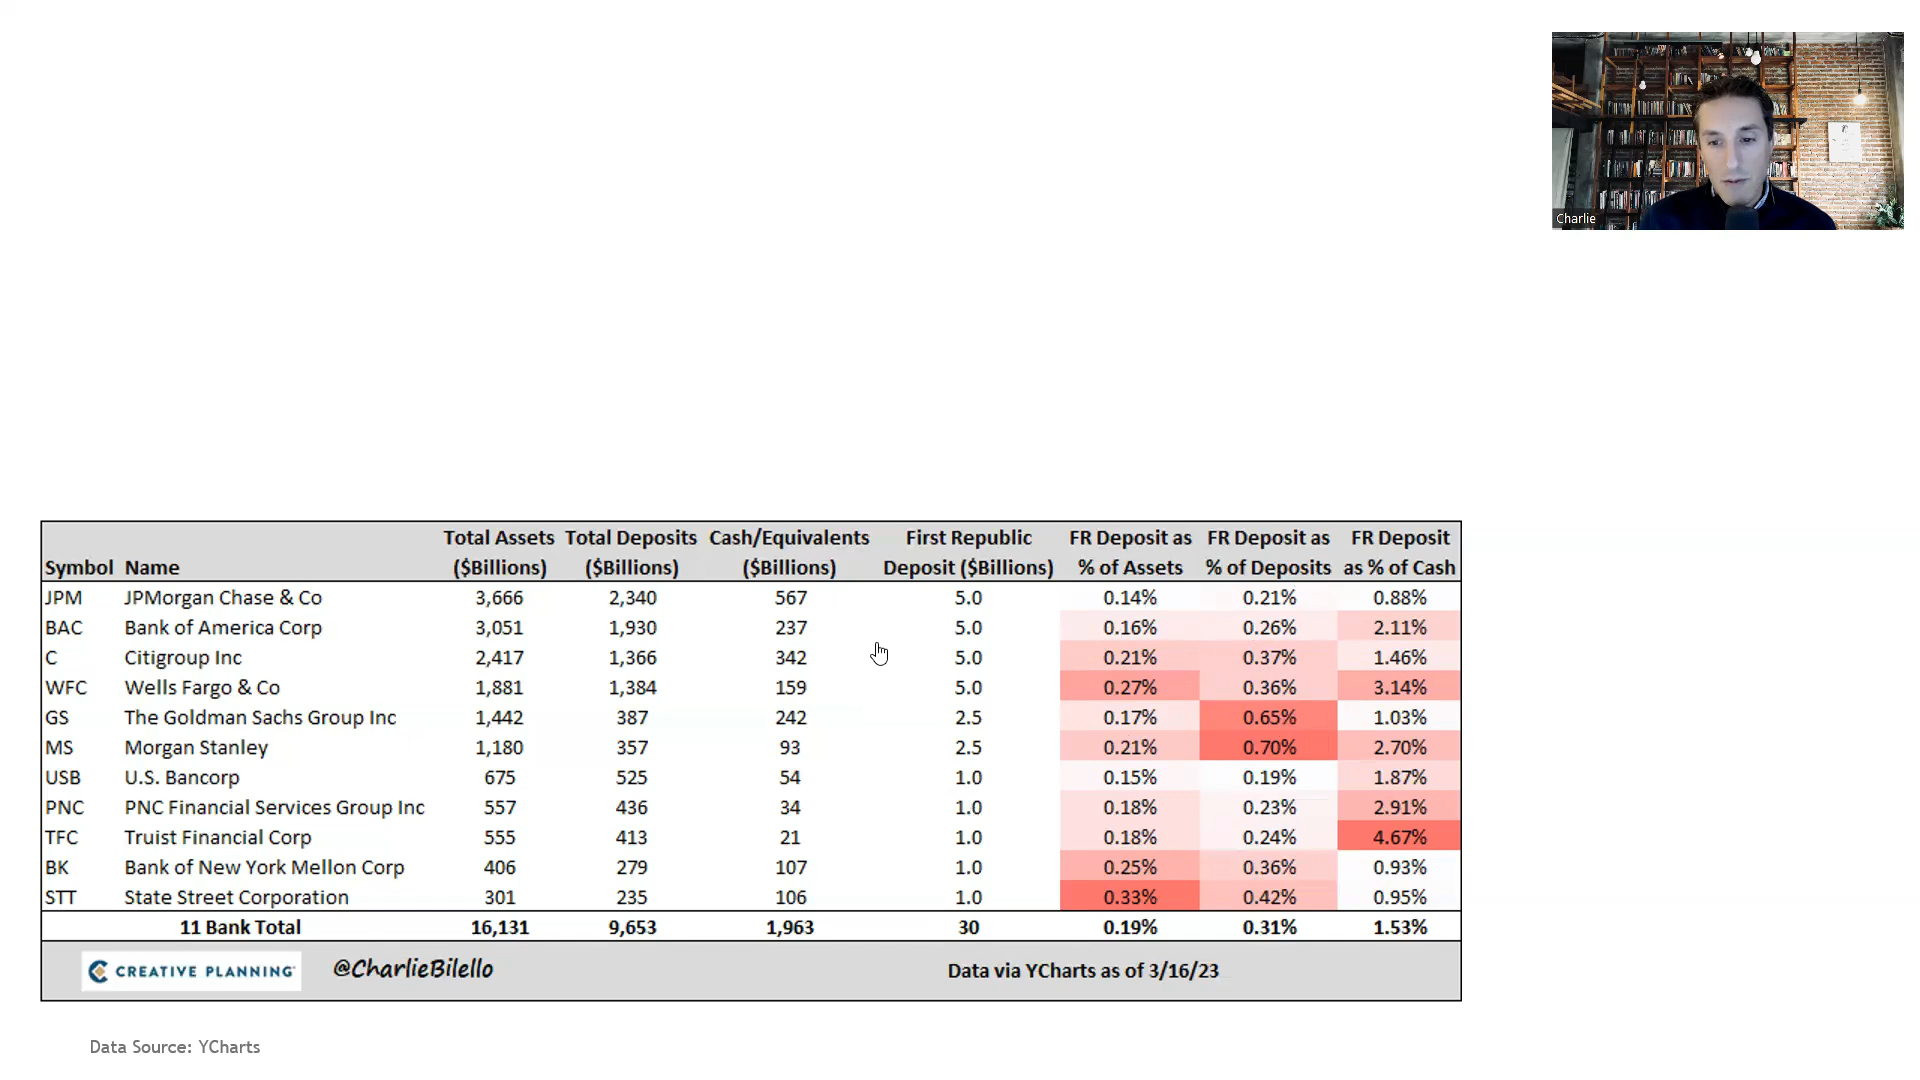 Charlie
Total Assets Total Deposits Cash/Equivalents First Republic FR Deposit as FR Deposit as FR Deposit
Symbol Name ($Billions) ($Billions) ($Billions) Deposit ($Billions) % of Assets % of Deposits as % of Cash
JPM JPMorgan Chase & Co 3,666 2,340 567 5.0 0.14% 0.21% 0.88%
BAC Bank of America Corp 3,051 1,930 237 5.0 0.16% 0.26% 2.11%
C Citigroup Inc 2,417 1,366 342 5.0 0.21% 0.37% 1.46%
WFC Wells Fargo & Co 1,881 1,384 159 5.0 0.27% 0.36% 3.14%
GS The Goldman Sachs Group Inc 1,442 387 242 2.5 0.17% 0.65% 1.03%
MS Morgan Stanley 1,180 357 93 2.5 0.21% 0.70% 2.70%
USB U.S. Bancorp 675 525 54 1.0 0.15% 0.19% 1.87%
PNC PNC Financial Services Group Inc 557 436 34 1.0 0.18% 0.23% 2.91%
TFC Truist Financial Corp 555 413 21 1.0 0.18% 0.24% 4.67%
BK Bank of New York Mellon Corp 406 279 107 1.0 0.25% 0.36% 0.93%
STT State Street Corporation 301 235 106 1.0 0.33% 0.42% 0.95%
11 Bank Total 16,131 9,653 1,963 30 0.19% 0.31% 1.53%
CREATIVE PLANNING @CharlieBilello Data via YCharts as of 3/16/23
Data Source: YCharts